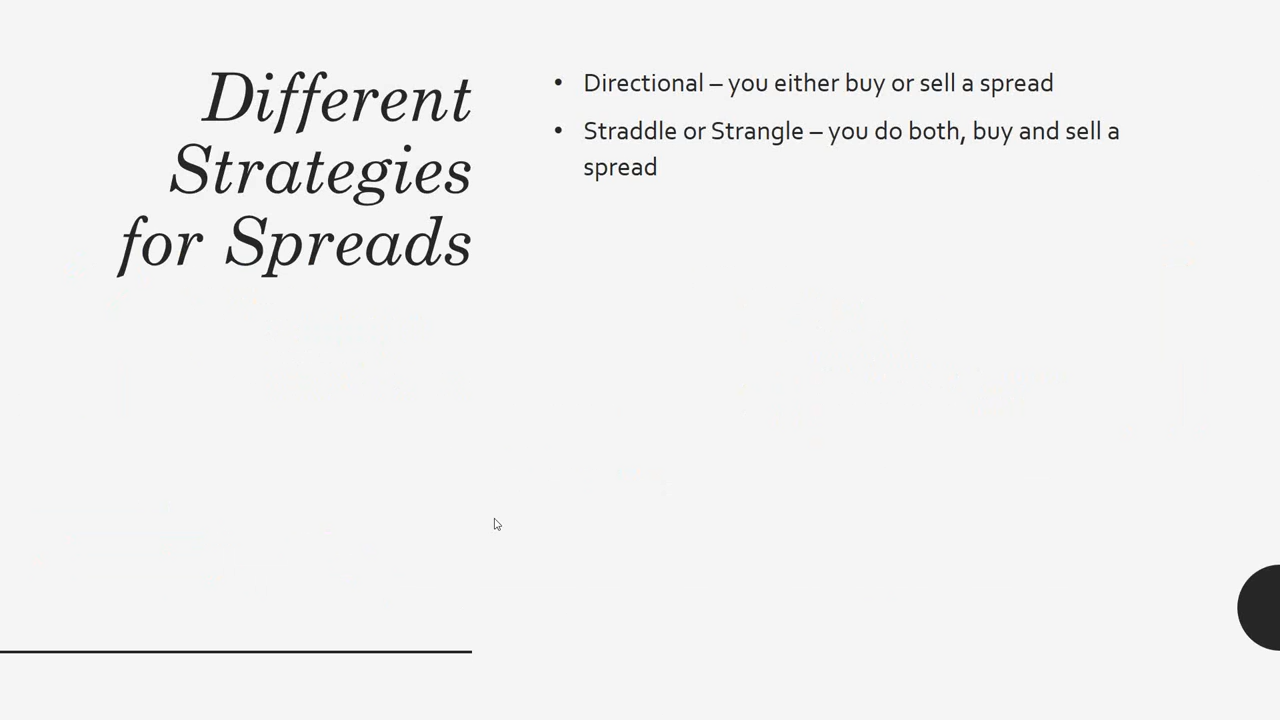 Different
Strategies
for Spreads
• Directional – you either buy or sell a spread
• Straddle or Strangle – you do both, buy and sell a
spread